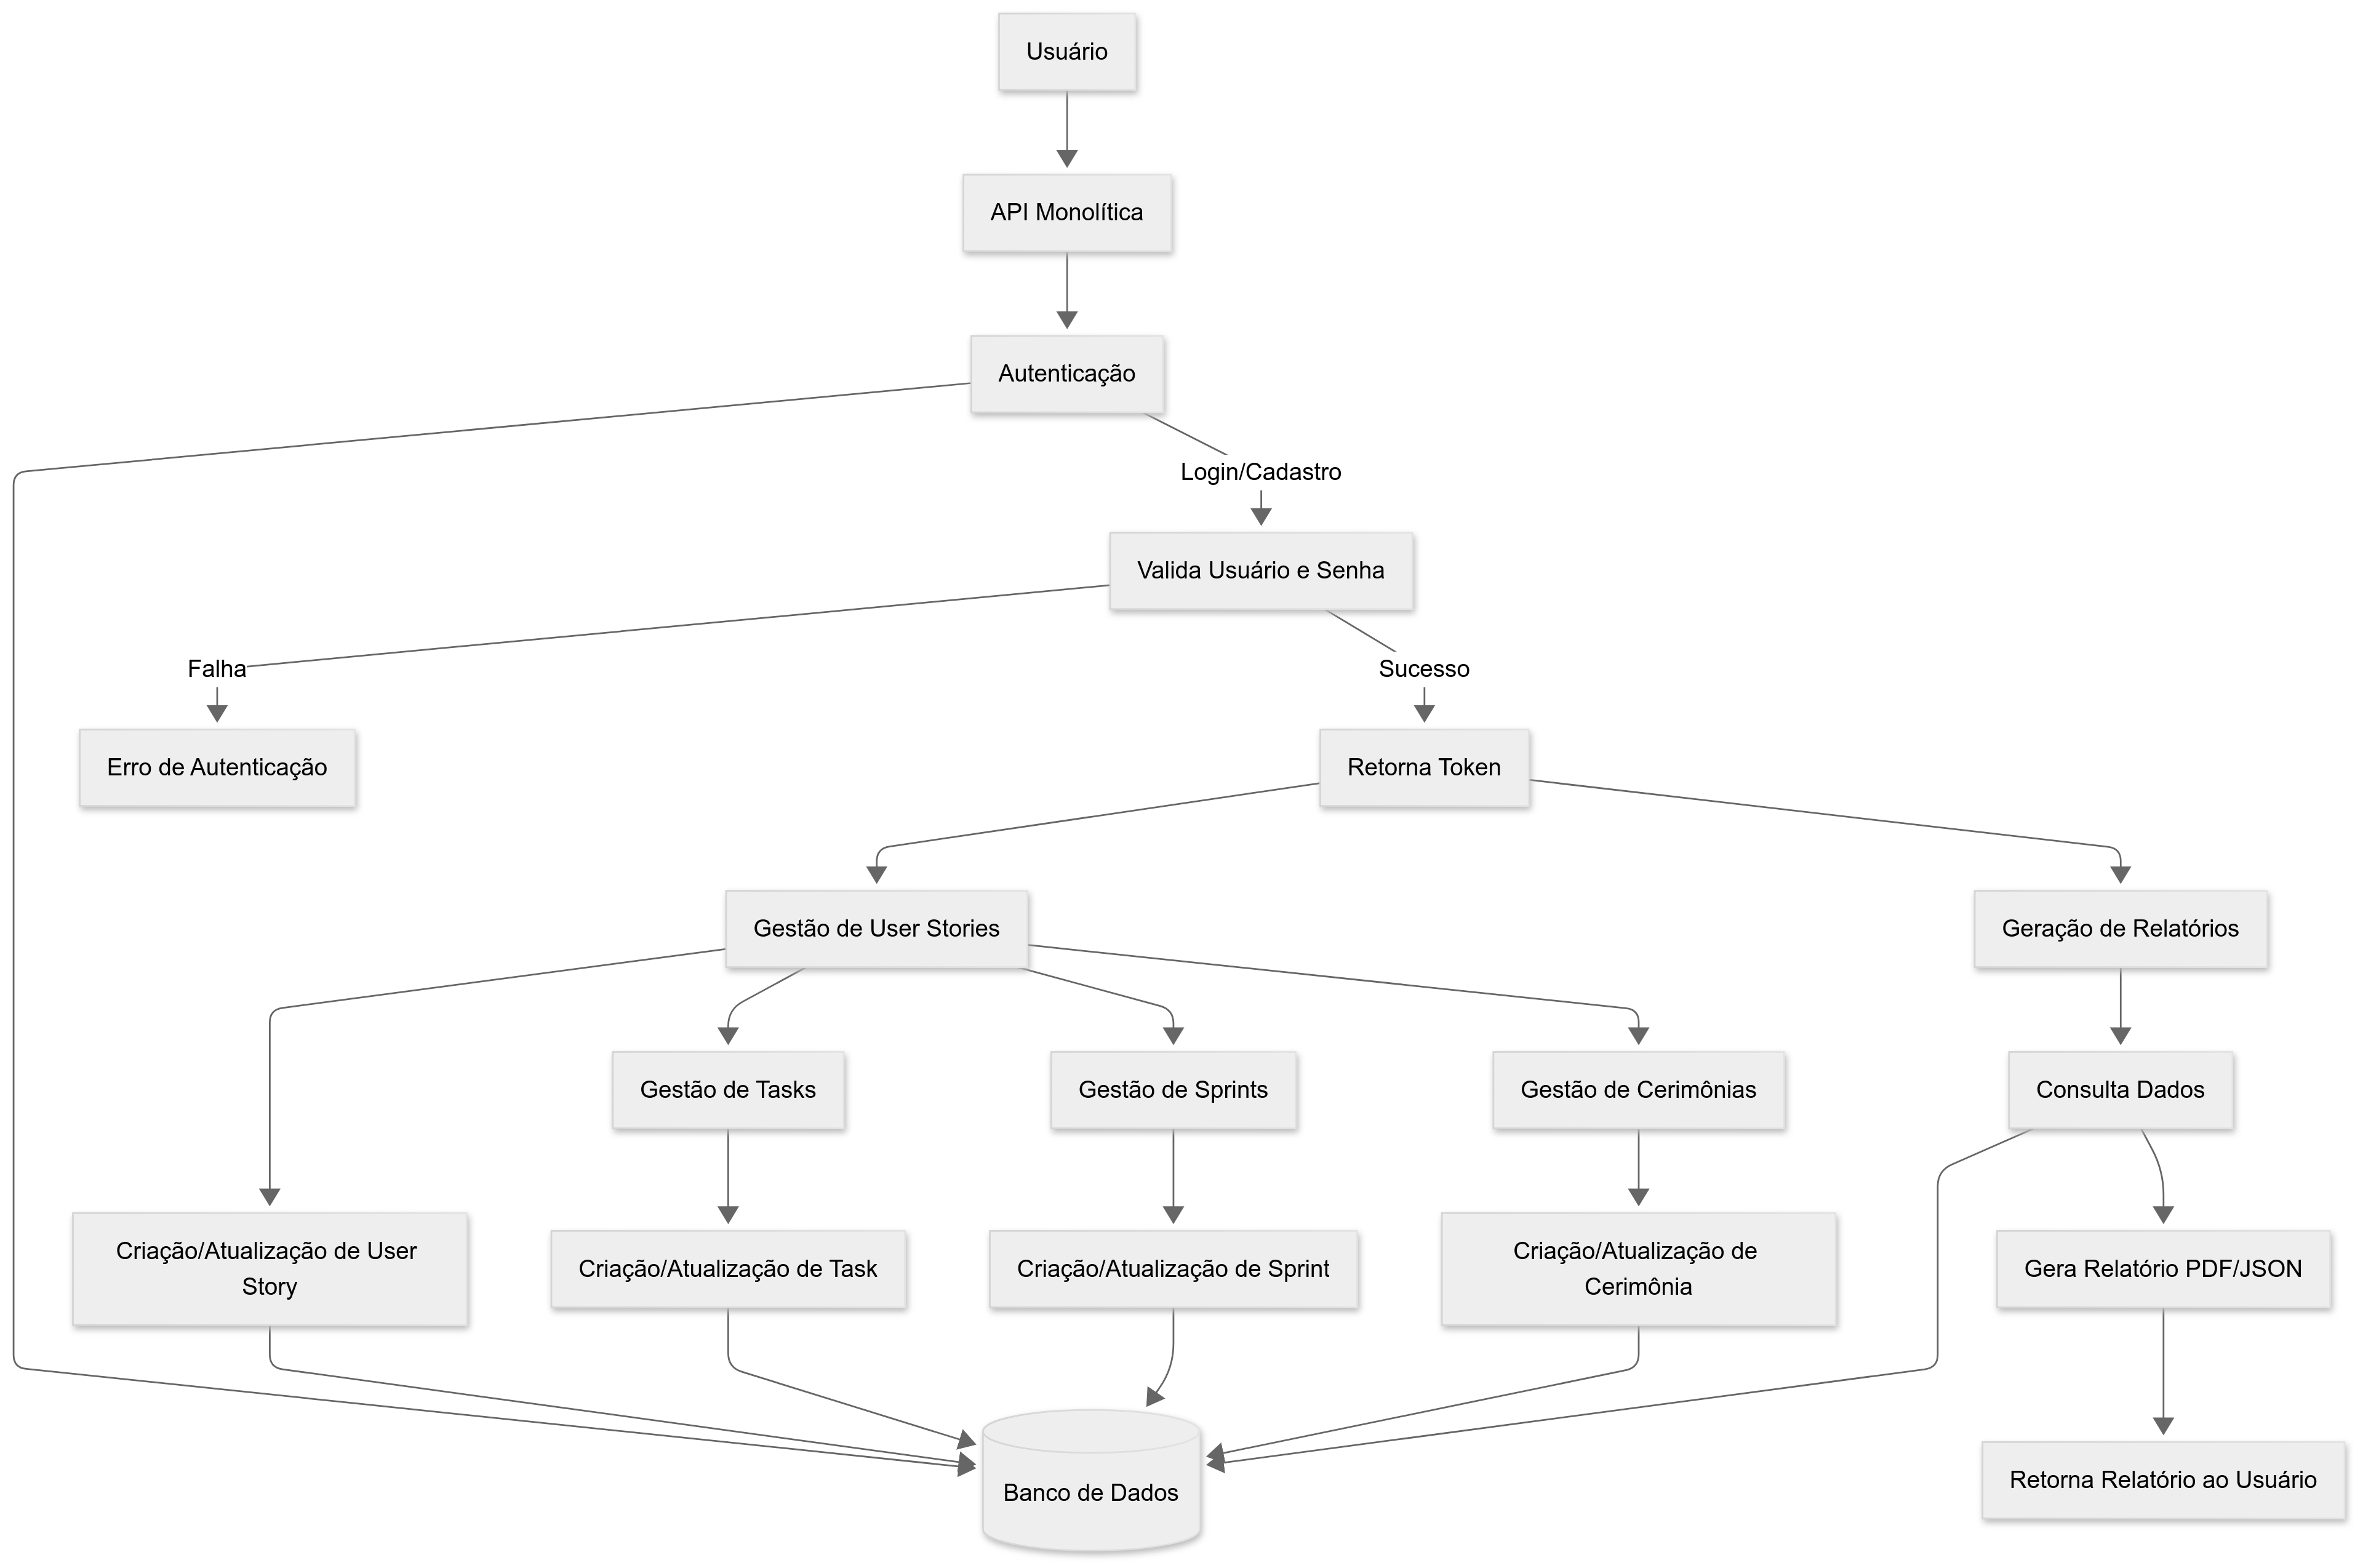 Usuário
API Monolítica
Autenticação
Login/Cadastro
Valida Usuário e Senha
Falha
Sucesso
Erro de Autenticação
Retorna Token
Gestão de User Stories
Geração de Relatórios
Gestão de Tasks
Gestão de Sprints
Gestão de Cerimônias
Consulta Dados
Criação/Atualização de User
Story
Criação/Atualização de Task
Criação/Atualização de Sprint
Criação/Atualização de
Cerimônia
Gera Relatório PDF/JSON
Banco de Dados
Retorna Relatório ao Usuário